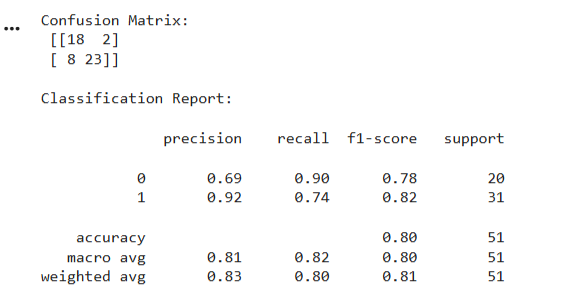 ...
Confusion Matrix:
[[18  2]
[ 8 23]]
Classification Report:
precision    recall  f1-score   support
0       0.69      0.90      0.78        20
1       0.92      0.74      0.82        31
accuracy                           0.80        51
macro avg       0.81      0.82      0.80        51
weighted avg       0.83      0.80      0.81        51